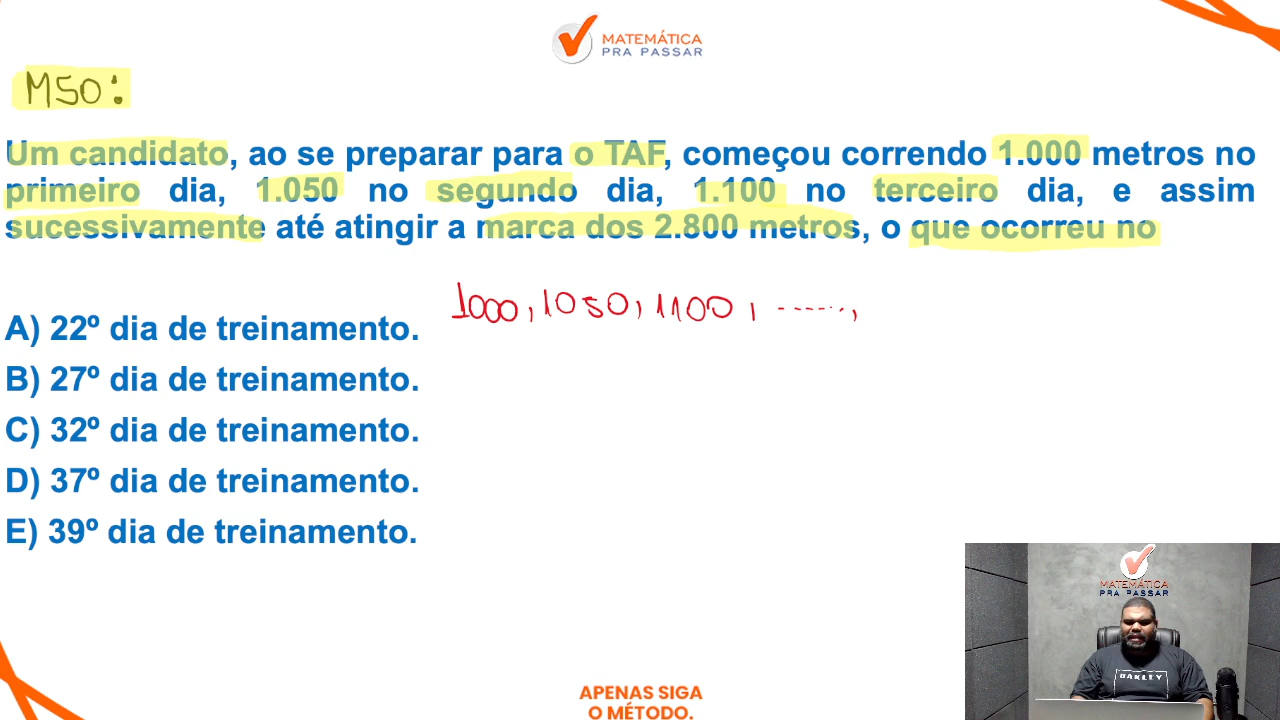 MATEMÁTICA
PRA PASSAR
M50:
Um candidato, ao se preparar para o TAF, começou correndo 1.000 metros no
primeiro dia, 1.050 no segundo dia, 1.100 no terceiro dia, e assim
sucessivamente até atingir a marca dos 2.800 metros, o que ocorreu no
1000, 1050, 1100, ......,
A) 22º dia de treinamento.
B) 27º dia de treinamento.
C) 32º dia de treinamento.
D) 37º dia de treinamento.
E) 39º dia de treinamento.
MATEMÁTICA
PRA PASSAR
OAKLEY
APENAS SIGA
O MÉTODO.